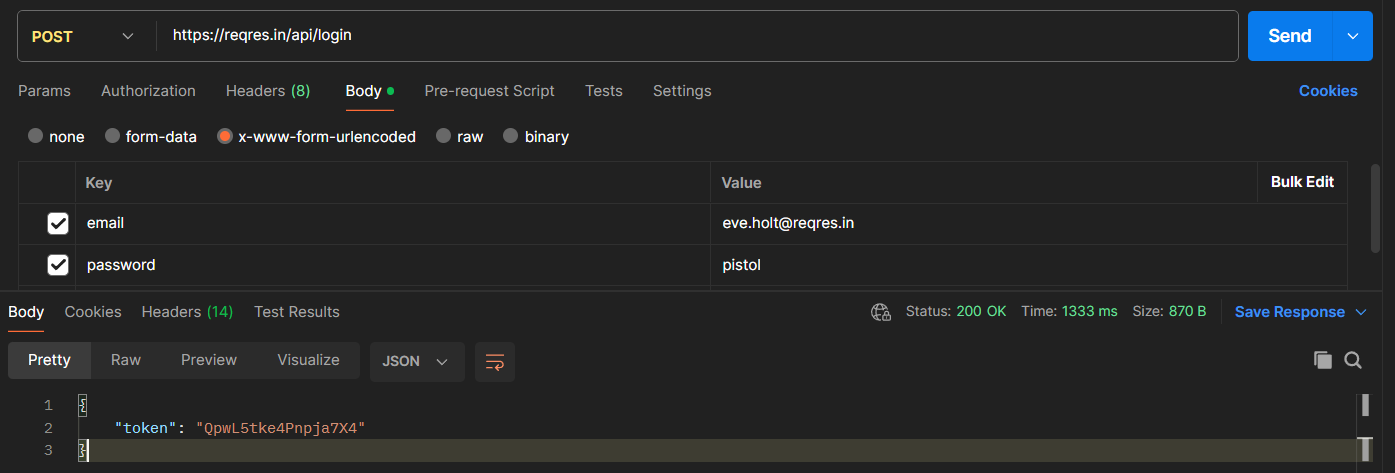 POST https://reqres.in/api/login Send
Params Authorization Headers (8) Body Pre-request Script Tests Settings Cookies
none form-data x-www-form-urlencoded raw binary
Key Value Bulk Edit
email eve.holt@reqres.in
password pistol
Body Cookies Headers (14) Test Results Status: 200 OK Time: 1333 ms Size: 870 B Save Response
Pretty Raw Preview Visualize JSON
1 {
2 "token": "QpwL5tke4Pnpja7X4"
3 }